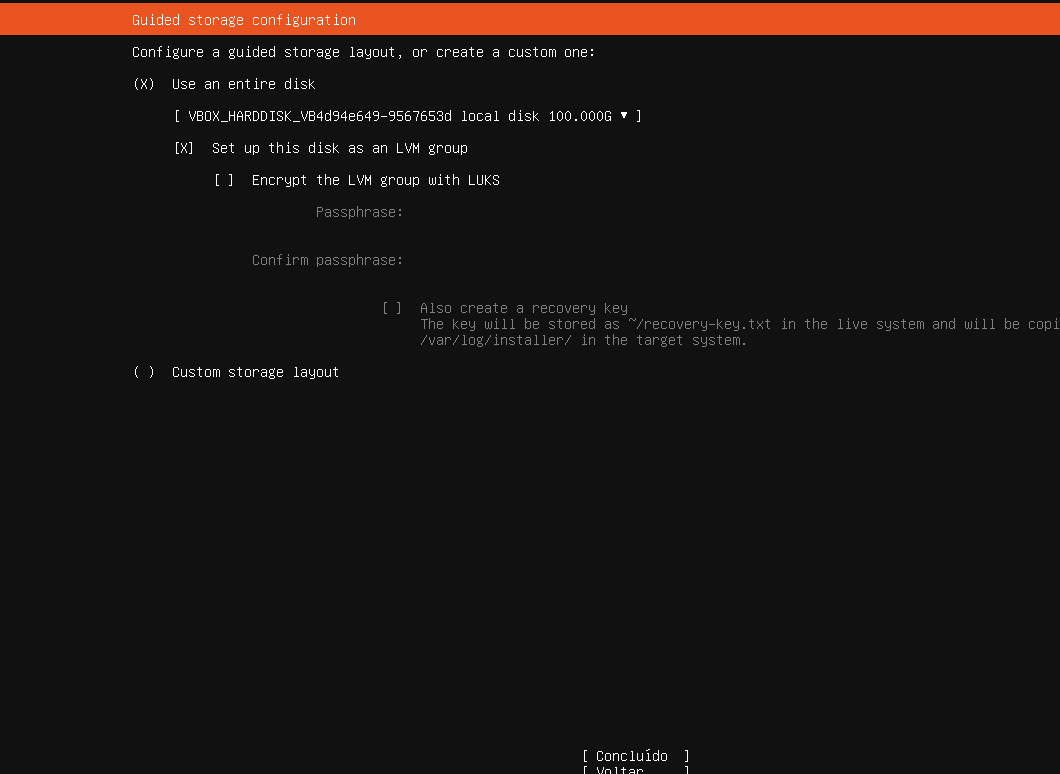 Guided storage configuration
Configure a guided storage layout, or create a custom one:
(X) Use an entire disk
[ VBOX_HARDDISK_VB4d94e649-9567653d local disk 100.000G ▾ ]
[X] Set up this disk as an LVM group
[ ] Encrypt the LVM group with LUKS
Passphrase:
Confirm passphrase:
[ ] Also create a recovery key
The key will be stored as ~/recovery-key.txt in the live system and will be copi
/var/log/installer/ in the target system.
( ) Custom storage layout
[ Concluído ]
[ Voltar ]